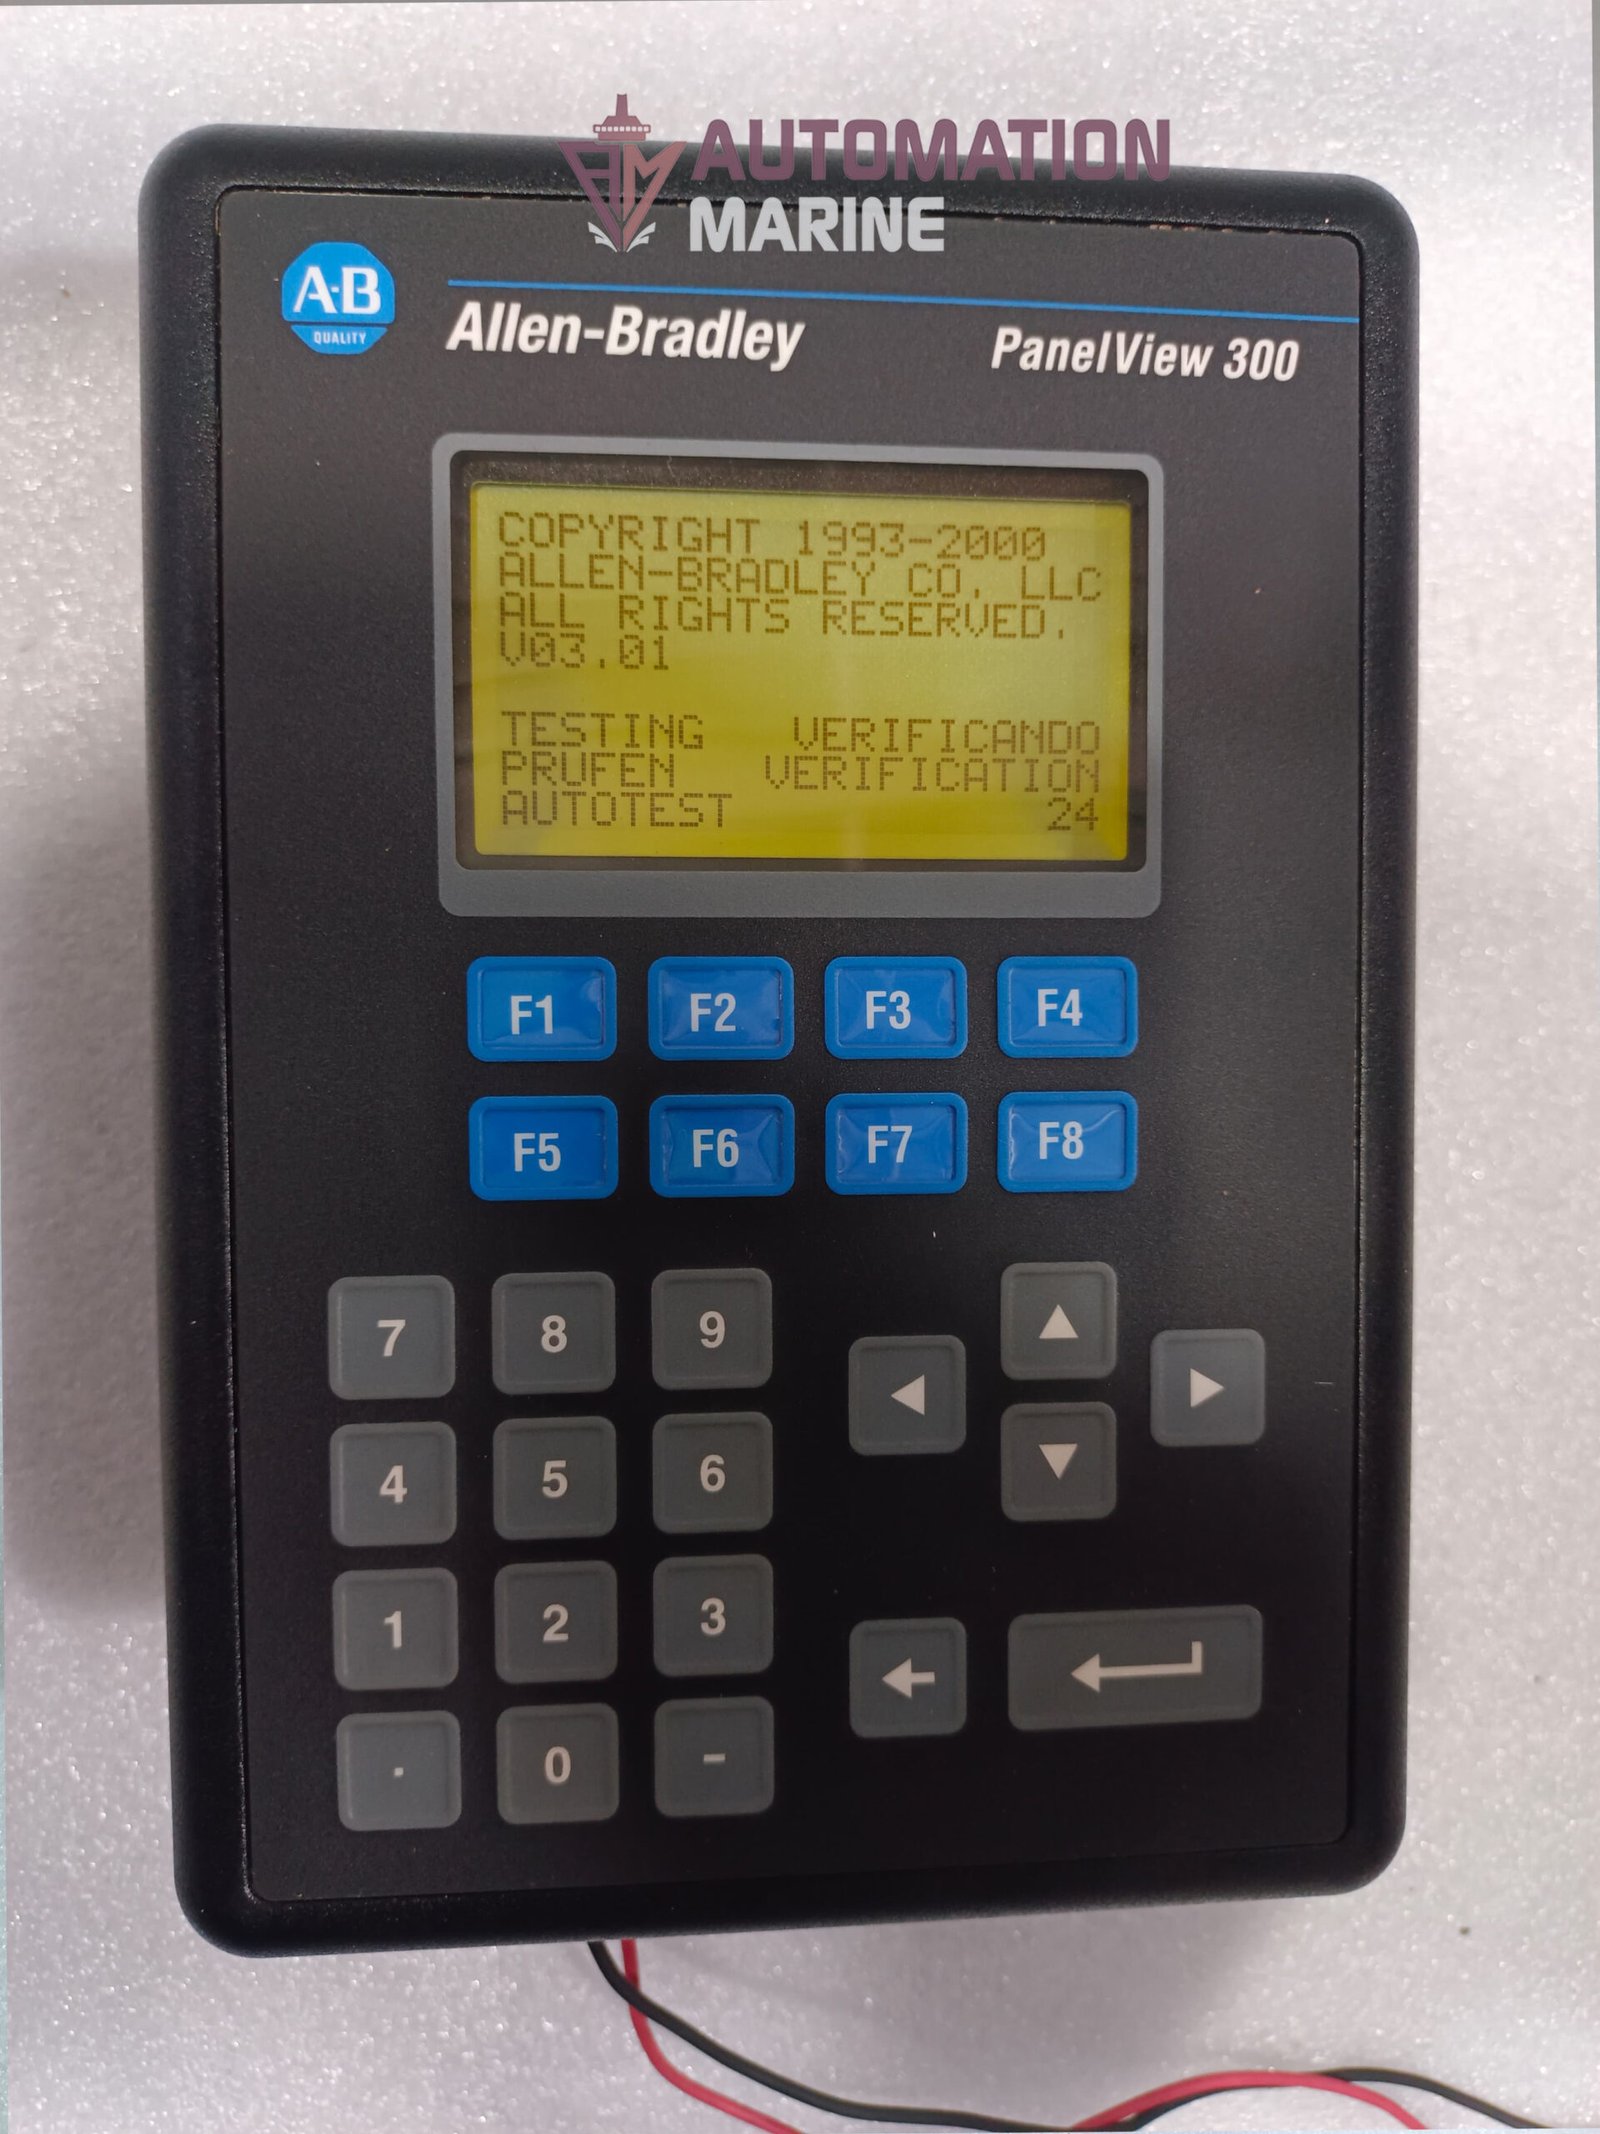 AUTOMATION
MARINE
A·B
QUALITY
Allen-Bradley
PanelView 300
COPYRIGHT 1993-2000
ALLEN-BRADLEY CO. LLC
ALL RIGHTS RESERVED.
V03.01
TESTING VERIFICANDO
PRUFEN VERIFICATION
AUTOTEST 24
F1 F2 F3 F4
F5 F6 F7 F8
7 8 9
4 5 6
1 2 3
. 0 -